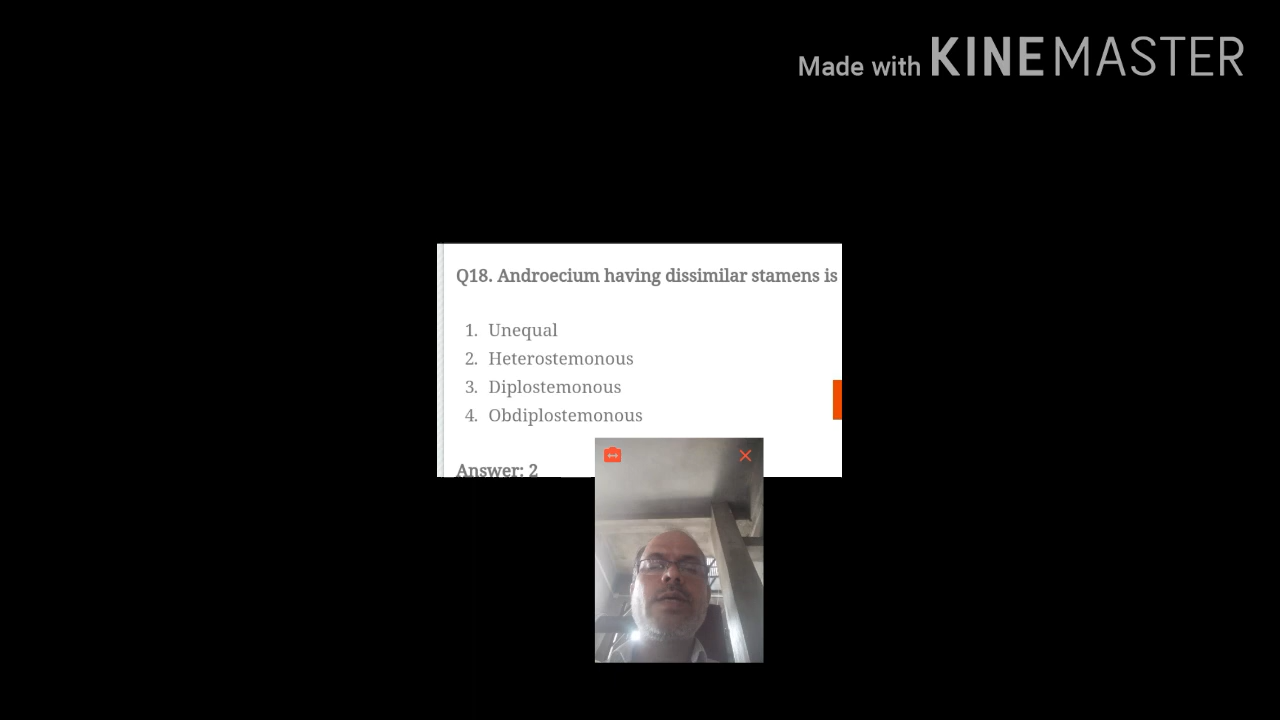 Made with KINEMASTER
Q18. Androecium having dissimilar stamens is
1. Unequal
2. Heterostemonous
3. Diplostemonous
4. Obdiplostemonous
Answer: 2